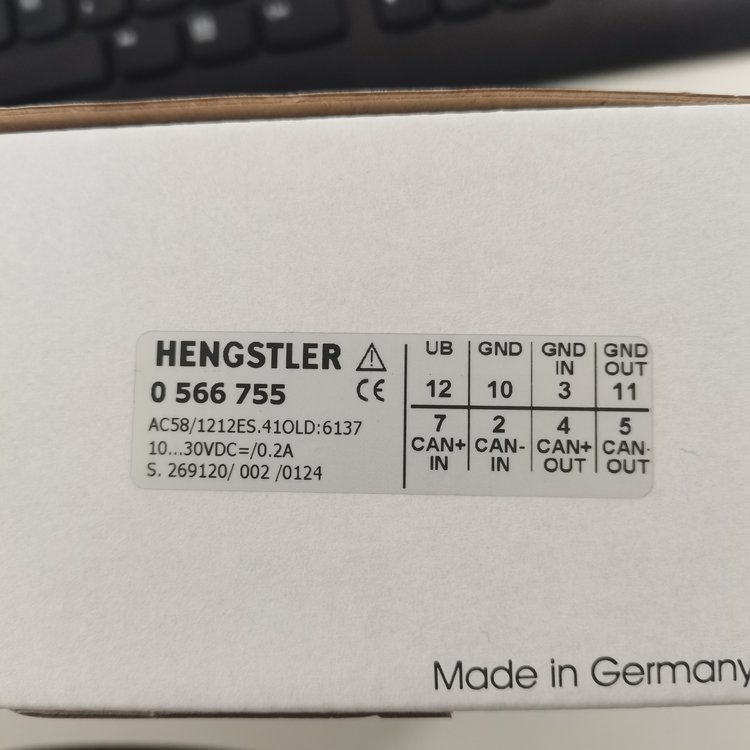 HENGSTLER
0 566 755
CE
AC58/1212ES.41OLD:6137
10...30VDC=/0.2A
S. 269120/ 002 /0124
UB GND GND IN GND OUT
12 10 3 11
7 2 4 5
CAN+ IN CAN- IN CAN+ OUT CAN- OUT
Made in Germany